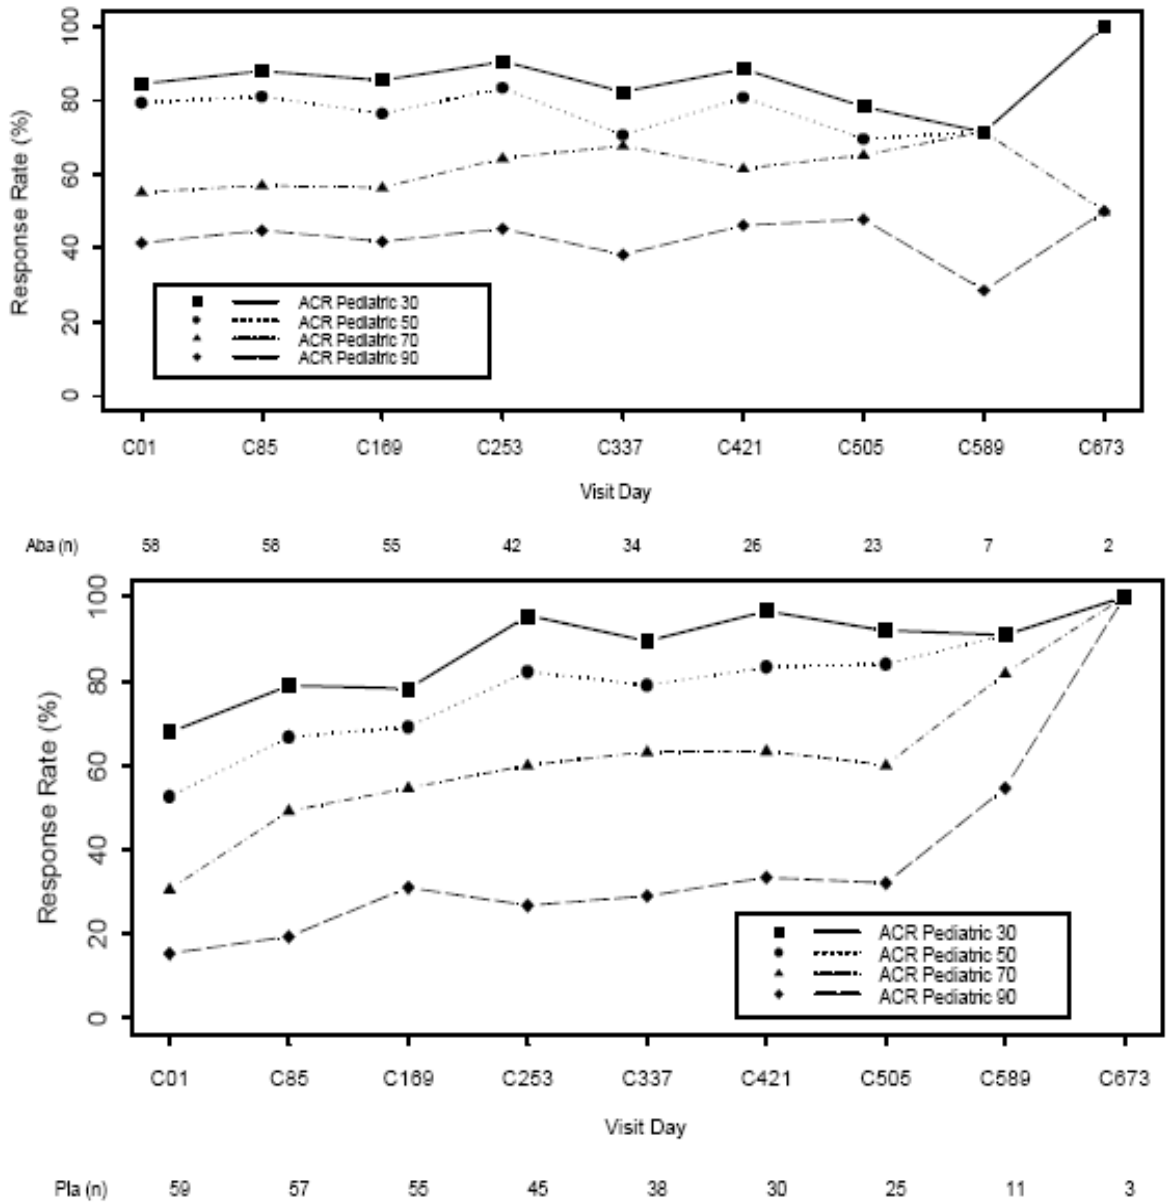 100
80
60
40
20
0
Response Rate (%)
ACR Pediatric 30
ACR Pediatric 50
ACR Pediatric 70
ACR Pediatric 90
C01 C85 C169 C253 C337 C421 C505 C589 C673
Visit Day
Aba (n) 58 58 55 42 34 26 23 7 2
100
80
60
40
20
0
Response Rate (%)
ACR Pediatric 30
ACR Pediatric 50
ACR Pediatric 70
ACR Pediatric 90
C01 C85 C169 C253 C337 C421 C505 C589 C673
Visit Day
Pla (n) 59 57 55 45 38 30 25 11 3